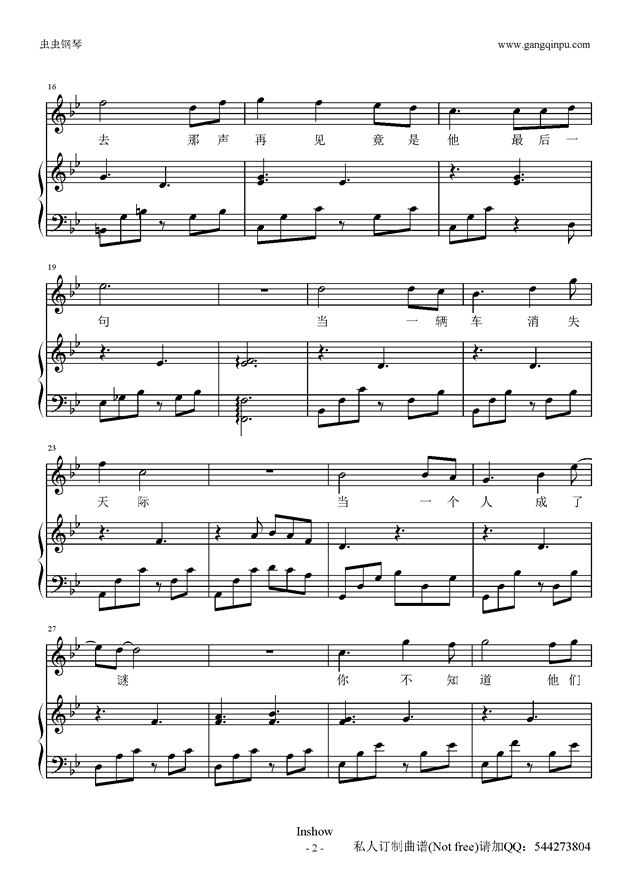 虫虫钢琴 www.gangqinpu.com
16
去 那 声 再 见 竟 是 他 最 后 一
19
句 当 一 辆 车 消 失
23
天 际 当 一 个 人 成 了
27
谜 你 不 知 道 他 们
Inshow
- 2 - 私人订制曲谱(Not free)请加QQ：544273804